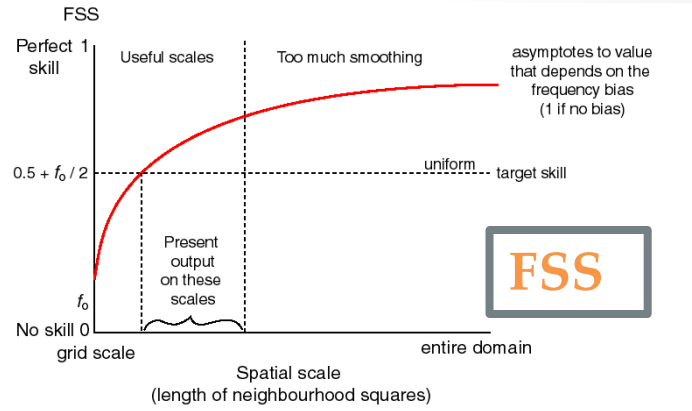 FSS
Perfect 1
skill
Useful scales
Too much smoothing
asymptotes to value
that depends on the
frequency bias
(1 if no bias)
0.5 + fo / 2
uniform
target skill
Present
output
on these
scales
FSS
fo
No skill 0
grid scale
entire domain
Spatial scale
(length of neighbourhood squares)